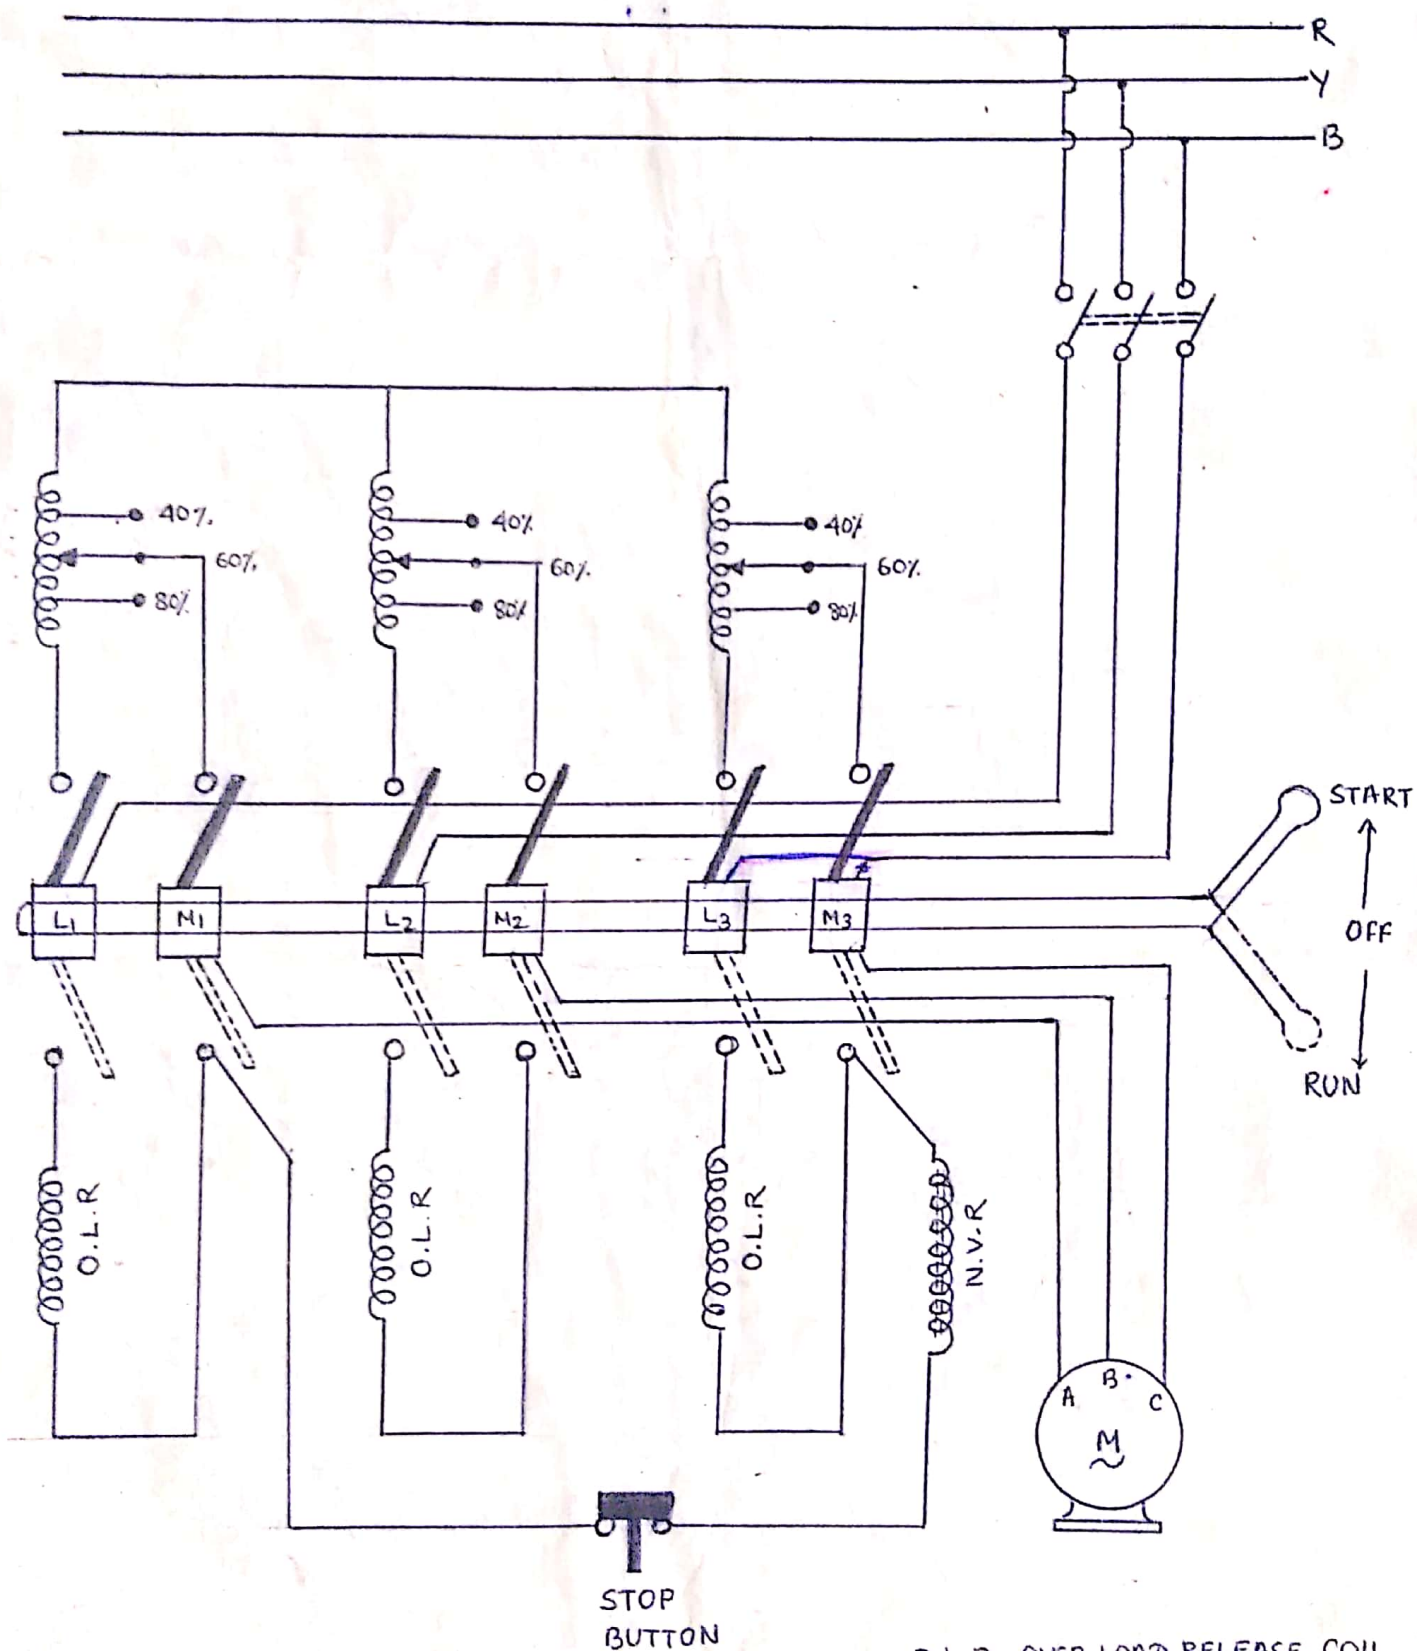 R
Y
B
40%
60%
80%
40%
60%
80%
40%
60%
80%
START
OFF
RUN
L1
M1
L2
M2
L3
M3
O.L.R
O.L.R
O.L.R
N.V.R
A
B
C
M
~
STOP
BUTTON
O.L.R - OVER LOAD RELEASE COIL